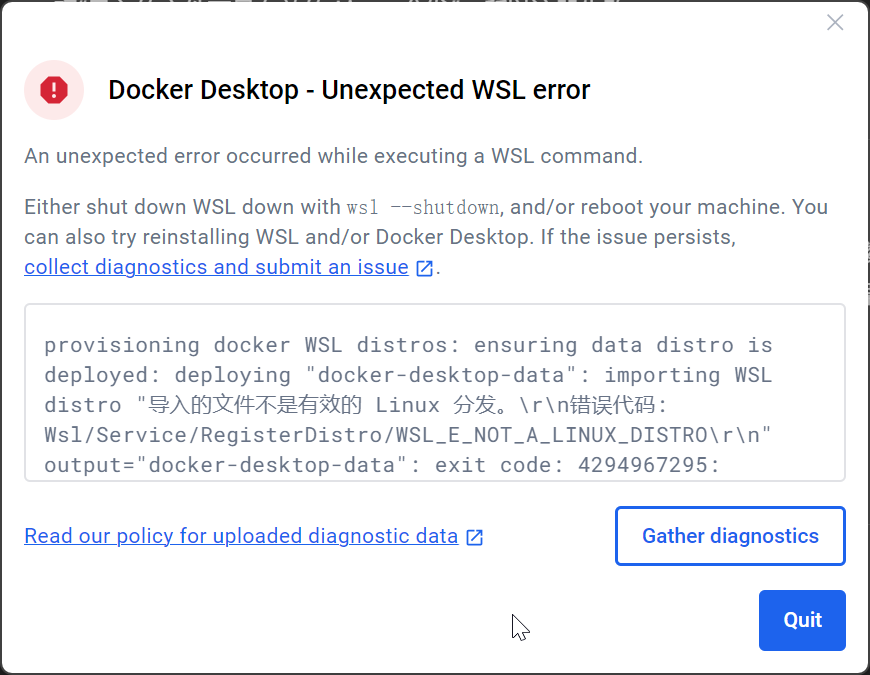 Docker Desktop - Unexpected WSL error
An unexpected error occurred while executing a WSL command.
Either shut down WSL down with wsl --shutdown, and/or reboot your machine. You
can also try reinstalling WSL and/or Docker Desktop. If the issue persists,
collect diagnostics and submit an issue.
provisioning docker WSL distros: ensuring data distro is
deployed: deploying "docker-desktop-data": importing WSL
distro "导入的文件不是有效的 Linux 分发。\r\n错误代码:
Wsl/Service/RegisterDistro/WSL_E_NOT_A_LINUX_DISTRO\r\n"
output="docker-desktop-data": exit code: 4294967295:
Read our policy for uploaded diagnostic data
Gather diagnostics
Quit